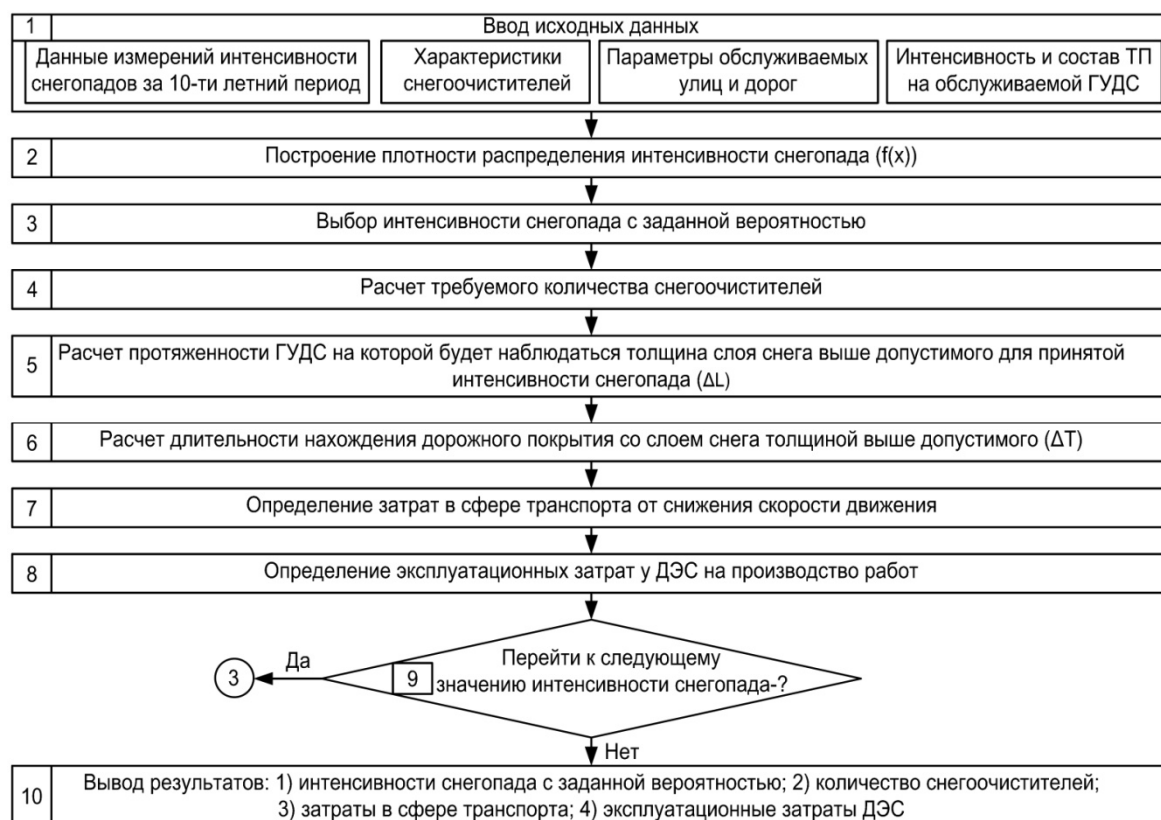 1
Ввод исходных данных
Данные измерений интенсивности
снегопадов за 10-ти летний период
Характеристики
снегоочистителей
Параметры обслуживаемых
улиц и дорог
Интенсивность и состав ТП
на обслуживаемой ГУДС
2
Построение плотности распределения интенсивности снегопада (f(x))
3
Выбор интенсивности снегопада с заданной вероятностью
4
Расчет требуемого количества снегоочистителей
5
Расчет протяженности ГУДС на которой будет наблюдаться толщина слоя снега выше допустимого для принятой
интенсивности снегопада (ΔL)
6
Расчет длительности нахождения дорожного покрытия со слоем снега толщиной выше допустимого (ΔT)
7
Определение затрат в сфере транспорта от снижения скорости движения
8
Определение эксплуатационных затрат у ДЭС на производство работ
3
Да
9
Перейти к следующему
значению интенсивности снегопада-?
Нет
10
Вывод результатов: 1) интенсивности снегопада с заданной вероятностью; 2) количество снегоочистителей;
3) затраты в сфере транспорта; 4) эксплуатационные затраты ДЭС